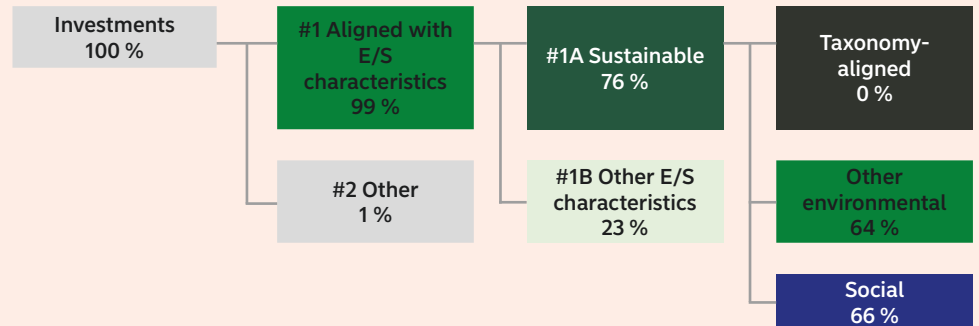 Investments
100 %
#1 Aligned with
E/S
characteristics
99 %
#2 Other
1 %
#1A Sustainable
76 %
#1B Other E/S
characteristics
23 %
Taxonomy-
aligned
0 %
Other
environmental
64 %
Social
66 %